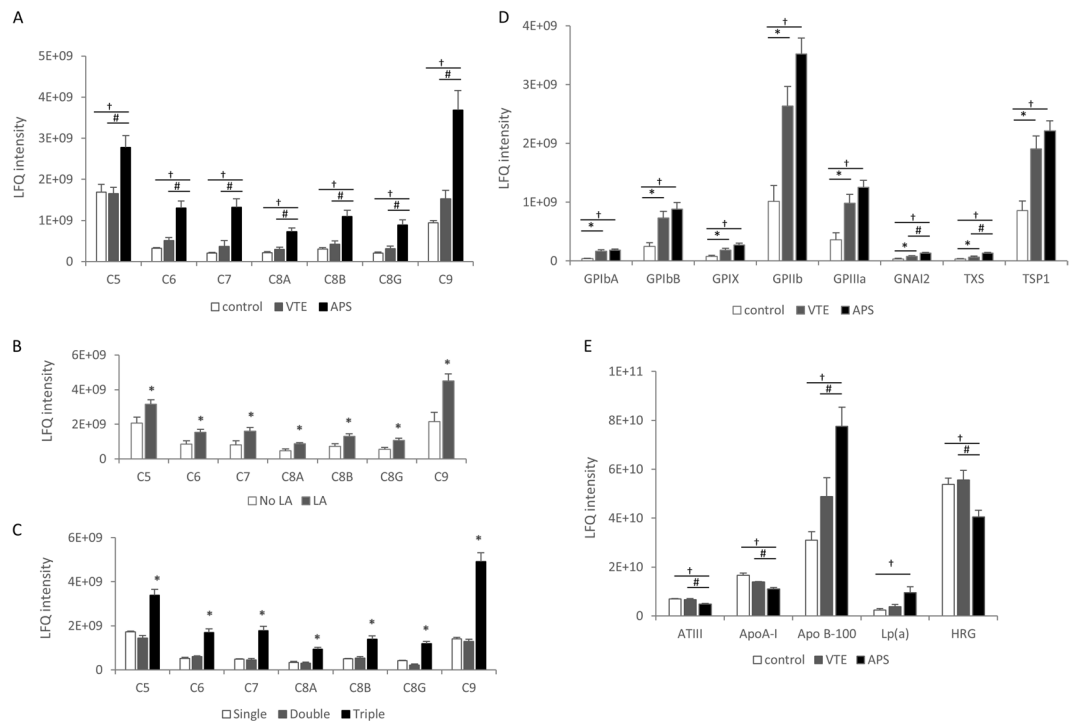 A
5E+09
4E+09
3E+09
2E+09
1E+09
0
LFQ intensity
† # † # † # † # † # † # † #
C5 C6 C7 C8A C8B C8G C9
control VTE APS
B
6E+09
4E+09
2E+09
0
LFQ intensity
* * * * * * *
C5 C6 C7 C8A C8B C8G C9
No LA LA
C
6E+09
4E+09
2E+09
0
LFQ intensity
* * * * * * *
C5 C6 C7 C8A C8B C8G C9
Single Double Triple
D
4E+09
3E+09
2E+09
1E+09
0
LFQ intensity
† * † * † * † * † * † # * † # * † *
GPIbA GPIbB GPIX GPIIb GPIIIa GNAI2 TXS TSP1
control VTE APS
E
1E+11
8E+10
6E+10
4E+10
2E+10
0
LFQ intensity
† # † # † # † † #
ATIII ApoA-I Apo B-100 Lp(a) HRG
control VTE APS